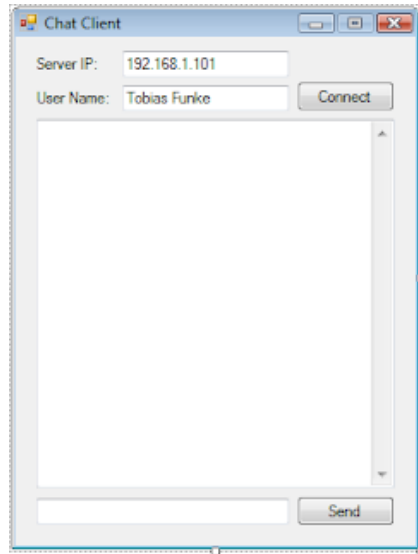 Chat Client
Server IP: 192.168.1.101
User Name: Tobias Funke Connect
Send